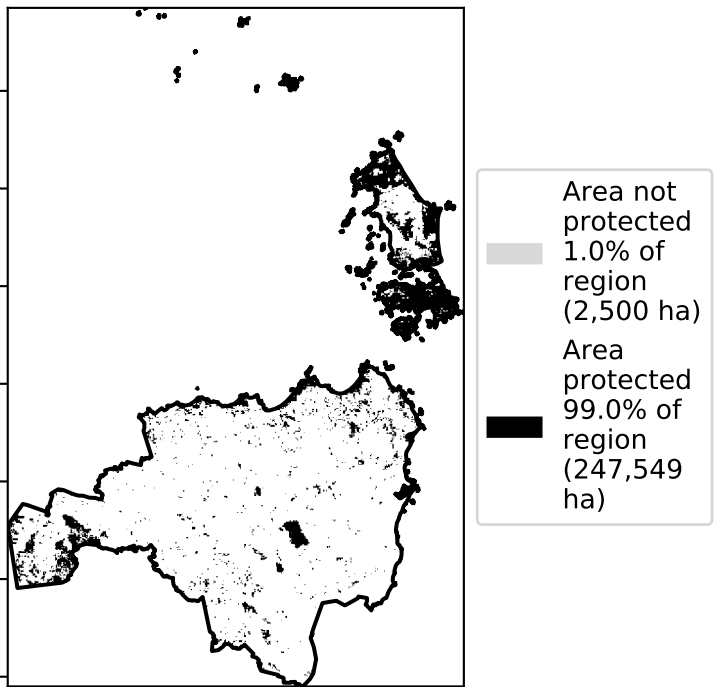 Area not
protected
1.0% of
region
(2,500 ha)
Area
protected
99.0% of
region
(247,549
ha)